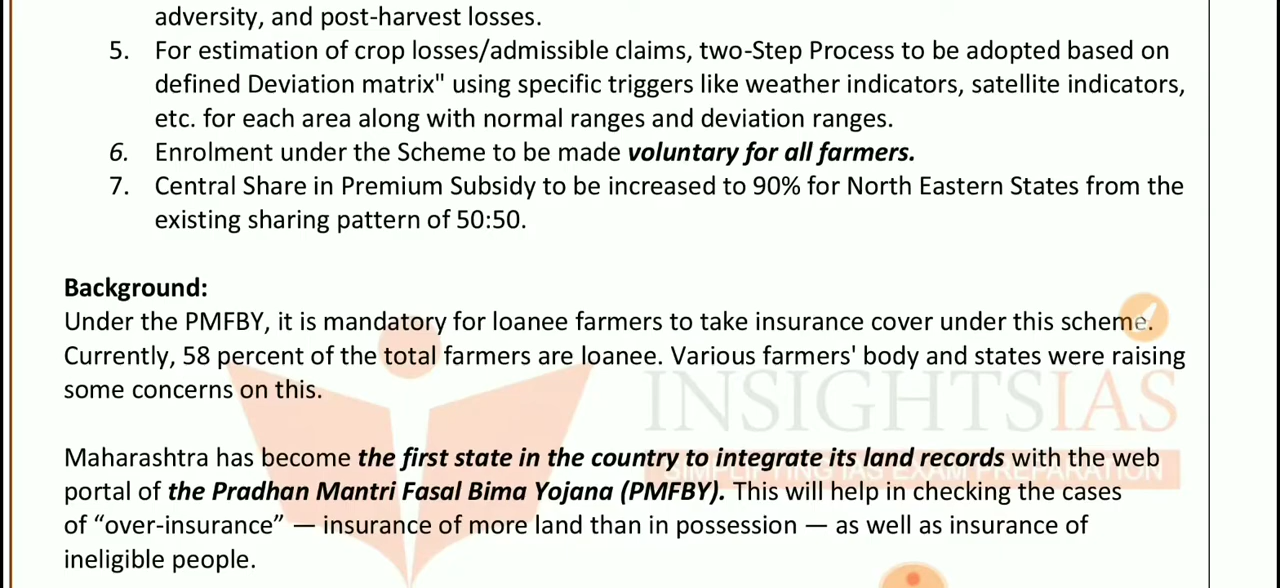 adversity, and post-harvest losses.
5. For estimation of crop losses/admissible claims, two-Step Process to be adopted based on
defined Deviation matrix" using specific triggers like weather indicators, satellite indicators,
etc. for each area along with normal ranges and deviation ranges.
6. Enrolment under the Scheme to be made voluntary for all farmers.
7. Central Share in Premium Subsidy to be increased to 90% for North Eastern States from the
existing sharing pattern of 50:50.
Background:
Under the PMFBY, it is mandatory for loanee farmers to take insurance cover under this scheme.
Currently, 58 percent of the total farmers are loanee. Various farmers' body and states were raising
some concerns on this.
INSIGHTSIAS
Maharashtra has become the first state in the country to integrate its land records with the web
SIMPLIFYING IAS EXAM PREPARATION
portal of the Pradhan Mantri Fasal Bima Yojana (PMFBY). This will help in checking the cases
of “over-insurance” — insurance of more land than in possession — as well as insurance of
ineligible people.